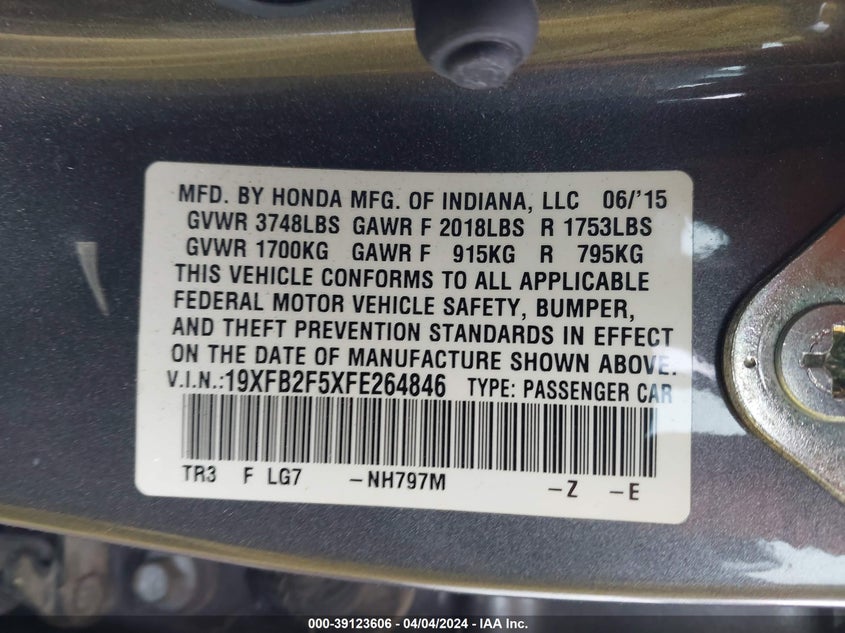 MFD. BY HONDA MFG. OF INDIANA, LLC 06/'15
GVWR 3748LBS GAWR F 2018LBS R 1753LBS
GVWR 1700KG GAWR F 915KG R 795KG
THIS VEHICLE CONFORMS TO ALL APPLICABLE
FEDERAL MOTOR VEHICLE SAFETY, BUMPER,
AND THEFT PREVENTION STANDARDS IN EFFECT
ON THE DATE OF MANUFACTURE SHOWN ABOVE.
V.I.N.:19XFB2F5XFE264846 TYPE: PASSENGER CAR
TR3 F LG7 -NH797M -Z -E
000-39123606 - 04/04/2024 - IAA Inc.